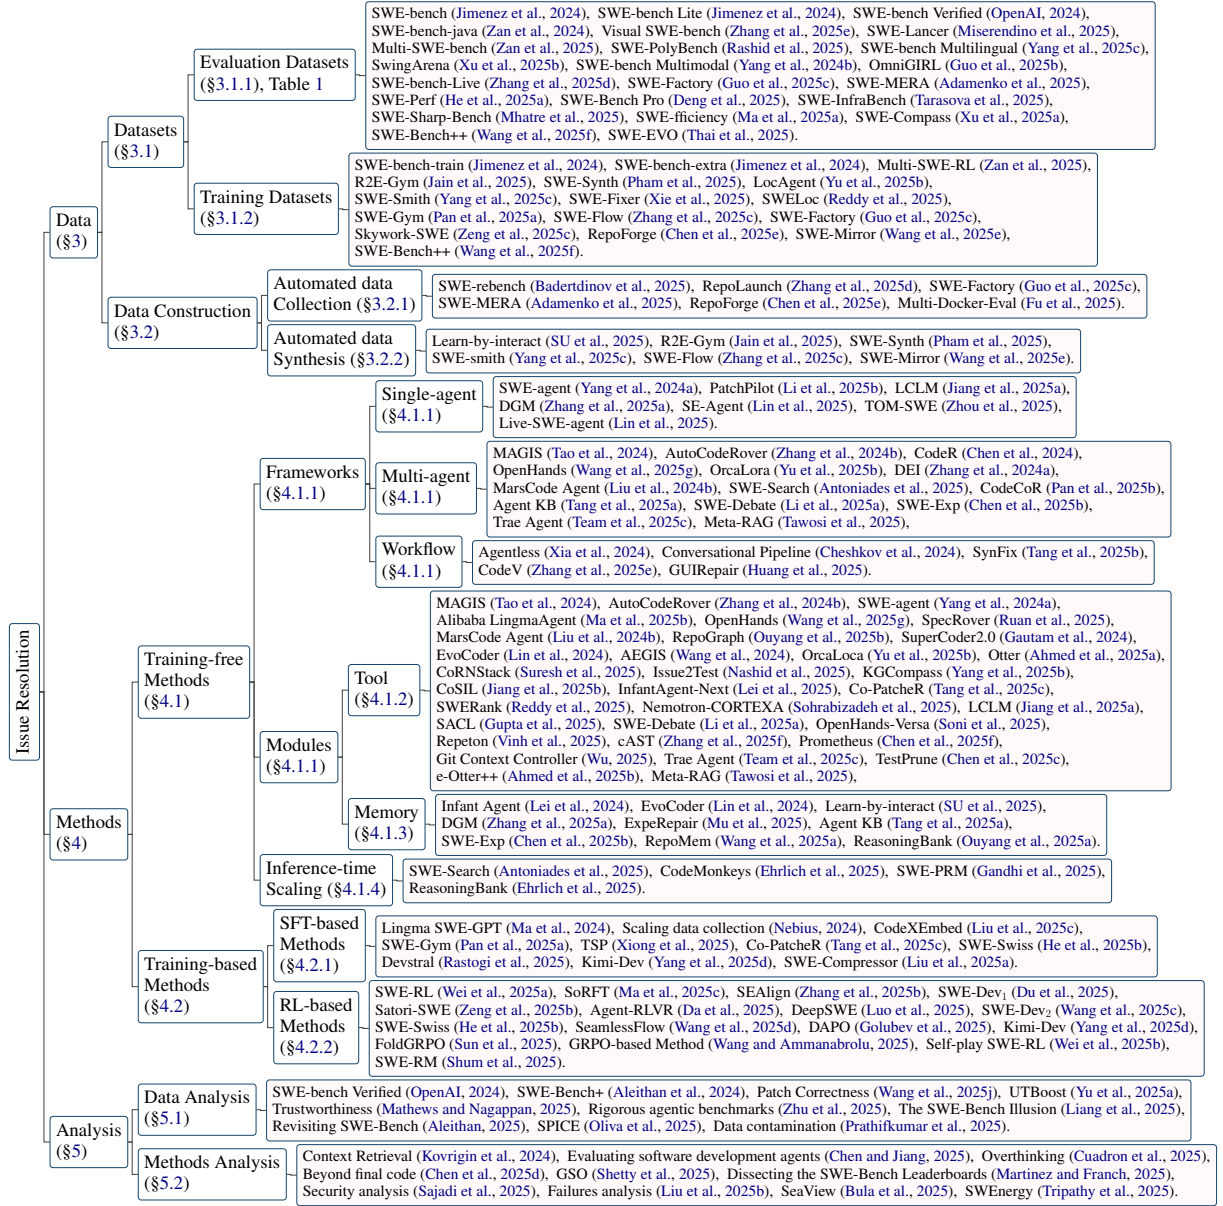 Issue Resolution
Data
(§3)
Datasets
(§3.1)
Evaluation Datasets
(§3.1.1), Table 1
SWE-bench (Jimenez et al., 2024), SWE-bench Lite (Jimenez et al., 2024), SWE-bench Verified (OpenAI, 2024),
SWE-bench-java (Zan et al., 2024), Visual SWE-bench (Zhang et al., 2025e), SWE-Lancer (Miserendino et al., 2025),
Multi-SWE-bench (Zan et al., 2025), SWE-PolyBench (Rashid et al., 2025), SWE-bench Multilingual (Yang et al., 2025c),
SwingArena (Xu et al., 2025b), SWE-bench Multimodal (Yang et al., 2024b), OmniGIRL (Guo et al., 2025b),
SWE-bench-Live (Zhang et al., 2025d), SWE-Factory (Guo et al., 2025c), SWE-MERA (Adamenko et al., 2025),
SWE-Perf (He et al., 2025a), SWE-Bench Pro (Deng et al., 2025), SWE-InfraBench (Tarasova et al., 2025),
SWE-Sharp-Bench (Mhatre et al., 2025), SWE-fficiency (Ma et al., 2025a), SWE-Compass (Xu et al., 2025a),
SWE-Bench++ (Wang et al., 2025f), SWE-EVO (Thai et al., 2025).
Training Datasets
(§3.1.2)
SWE-bench-train (Jimenez et al., 2024), SWE-bench-extra (Jimenez et al., 2024), Multi-SWE-RL (Zan et al., 2025),
R2E-Gym (Jain et al., 2025), SWE-Synth (Pham et al., 2025), LocAgent (Yu et al., 2025b),
SWE-Smith (Yang et al., 2025c), SWE-Fixer (Xie et al., 2025), SWELoc (Reddy et al., 2025),
SWE-Gym (Pan et al., 2025a), SWE-Flow (Zhang et al., 2025c), SWE-Factory (Guo et al., 2025c),
Skywork-SWE (Zeng et al., 2025c), RepoForge (Chen et al., 2025e), SWE-Mirror (Wang et al., 2025e),
SWE-Bench++ (Wang et al., 2025f).
Data Construction
(§3.2)
Automated data
Collection (§3.2.1)
SWE-rebench (Badertdinov et al., 2025), RepoLaunch (Zhang et al., 2025d), SWE-Factory (Guo et al., 2025c),
SWE-MERA (Adamenko et al., 2025), RepoForge (Chen et al., 2025e), Multi-Docker-Eval (Fu et al., 2025).
Automated data
Synthesis (§3.2.2)
Learn-by-interact (SU et al., 2025), R2E-Gym (Jain et al., 2025), SWE-Synth (Pham et al., 2025),
SWE-smith (Yang et al., 2025c), SWE-Flow (Zhang et al., 2025c), SWE-Mirror (Wang et al., 2025e).
Methods
(§4)
Training-free
Methods
(§4.1)
Frameworks
(§4.1.1)
Single-agent
(§4.1.1)
SWE-agent (Yang et al., 2024a), PatchPilot (Li et al., 2025b), LCLM (Jiang et al., 2025a),
DGM (Zhang et al., 2025a), SE-Agent (Lin et al., 2025), TOM-SWE (Zhou et al., 2025),
Live-SWE-agent (Lin et al., 2025).
Multi-agent
(§4.1.1)
MAGIS (Tao et al., 2024), AutoCodeRover (Zhang et al., 2024b), CodeR (Chen et al., 2024),
OpenHands (Wang et al., 2025g), OrcaLora (Yu et al., 2025b), DEI (Zhang et al., 2024a),
MarsCode Agent (Liu et al., 2024b), SWE-Search (Antoniades et al., 2025), CodeCoR (Pan et al., 2025b),
Agent KB (Tang et al., 2025a), SWE-Debate (Li et al., 2025a), SWE-Exp (Chen et al., 2025b),
Trae Agent (Team et al., 2025c), Meta-RAG (Tawosi et al., 2025),
Workflow
(§4.1.1)
Agentless (Xia et al., 2024), Conversational Pipeline (Cheshkov et al., 2024), SynFix (Tang et al., 2025b),
CodeV (Zhang et al., 2025e), GUIRepair (Huang et al., 2025).
Modules
(§4.1.1)
Tool
(§4.1.2)
MAGIS (Tao et al., 2024), AutoCodeRover (Zhang et al., 2024b), SWE-agent (Yang et al., 2024a),
Alibaba LingmaAgent (Ma et al., 2025b), OpenHands (Wang et al., 2025g), SpecRover (Ruan et al., 2025),
MarsCode Agent (Liu et al., 2024b), RepoGraph (Ouyang et al., 2025b), SuperCoder2.0 (Gautam et al., 2024),
EvoCoder (Lin et al., 2024), AEGIS (Wang et al., 2024), OrcaLoca (Yu et al., 2025b), Otter (Ahmed et al., 2025a),
CoRNStack (Suresh et al., 2025), Issue2Test (Nashid et al., 2025), KGCompass (Yang et al., 2025b),
CoSIL (Jiang et al., 2025b), InfantAgent-Next (Lei et al., 2025), Co-PatcheR (Tang et al., 2025c),
SWERank (Reddy et al., 2025), Nemotron-CORTEXA (Sohrabizadeh et al., 2025), LCLM (Jiang et al., 2025a),
SACL (Gupta et al., 2025), SWE-Debate (Li et al., 2025a), OpenHands-Versa (Soni et al., 2025),
Repeton (Vinh et al., 2025), cAST (Zhang et al., 2025f), Prometheus (Chen et al., 2025f),
Git Context Controller (Wu, 2025), Trae Agent (Team et al., 2025c), TestPrune (Chen et al., 2025c),
e-Otter++ (Ahmed et al., 2025b), Meta-RAG (Tawosi et al., 2025),
Memory
(§4.1.3)
Infant Agent (Lei et al., 2024), EvoCoder (Lin et al., 2024), Learn-by-interact (SU et al., 2025),
DGM (Zhang et al., 2025a), ExpeRepair (Mu et al., 2025), Agent KB (Tang et al., 2025a),
SWE-Exp (Chen et al., 2025b), RepoMem (Wang et al., 2025a), ReasoningBank (Ouyang et al., 2025a).
Inference-time
Scaling (§4.1.4)
SWE-Search (Antoniades et al., 2025), CodeMonkeys (Ehrlich et al., 2025), SWE-PRM (Gandhi et al., 2025),
ReasoningBank (Ehrlich et al., 2025).
Training-based
Methods
(§4.2)
SFT-based
Methods
(§4.2.1)
Lingma SWE-GPT (Ma et al., 2024), Scaling data collection (Nebius, 2024), CodeXEmbed (Liu et al., 2025c),
SWE-Gym (Pan et al., 2025a), TSP (Xiong et al., 2025), Co-PatcheR (Tang et al., 2025c), SWE-Swiss (He et al., 2025b),
Devstral (Rastogi et al., 2025), Kimi-Dev (Yang et al., 2025d), SWE-Compressor (Liu et al., 2025a).
RL-based
Methods
(§4.2.2)
SWE-RL (Wei et al., 2025a), SoRFT (Ma et al., 2025c), SEAlign (Zhang et al., 2025b), SWE-Dev₁ (Du et al., 2025),
Satori-SWE (Zeng et al., 2025b), Agent-RLVR (Da et al., 2025), DeepSWE (Luo et al., 2025), SWE-Dev₂ (Wang et al., 2025c),
SWE-Swiss (He et al., 2025b), SeamlessFlow (Wang et al., 2025d), DAPO (Golubev et al., 2025), Kimi-Dev (Yang et al., 2025d),
FoldGRPO (Sun et al., 2025), GRPO-based Method (Wang and Ammanabrolu, 2025), Self-play SWE-RL (Wei et al., 2025b),
SWE-RM (Shum et al., 2025).
Analysis
(§5)
Data Analysis
(§5.1)
SWE-bench Verified (OpenAI, 2024), SWE-Bench+ (Aleithan et al., 2024), Patch Correctness (Wang et al., 2025j), UTBoost (Yu et al., 2025a),
Trustworthiness (Mathews and Nagappan, 2025), Rigorous agentic benchmarks (Zhu et al., 2025), The SWE-Bench Illusion (Liang et al., 2025),
Revisiting SWE-Bench (Aleithan, 2025), SPICE (Oliva et al., 2025), Data contamination (Prathifkumar et al., 2025).
Methods Analysis
(§5.2)
Context Retrieval (Kovrigin et al., 2024), Evaluating software development agents (Chen and Jiang, 2025), Overthinking (Cuadron et al., 2025),
Beyond final code (Chen et al., 2025d), GSO (Shetty et al., 2025), Dissecting the SWE-Bench Leaderboards (Martinez and Franch, 2025),
Security analysis (Sajadi et al., 2025), Failures analysis (Liu et al., 2025b), SeaView (Bula et al., 2025), SWEnergy (Tripathy et al., 2025).